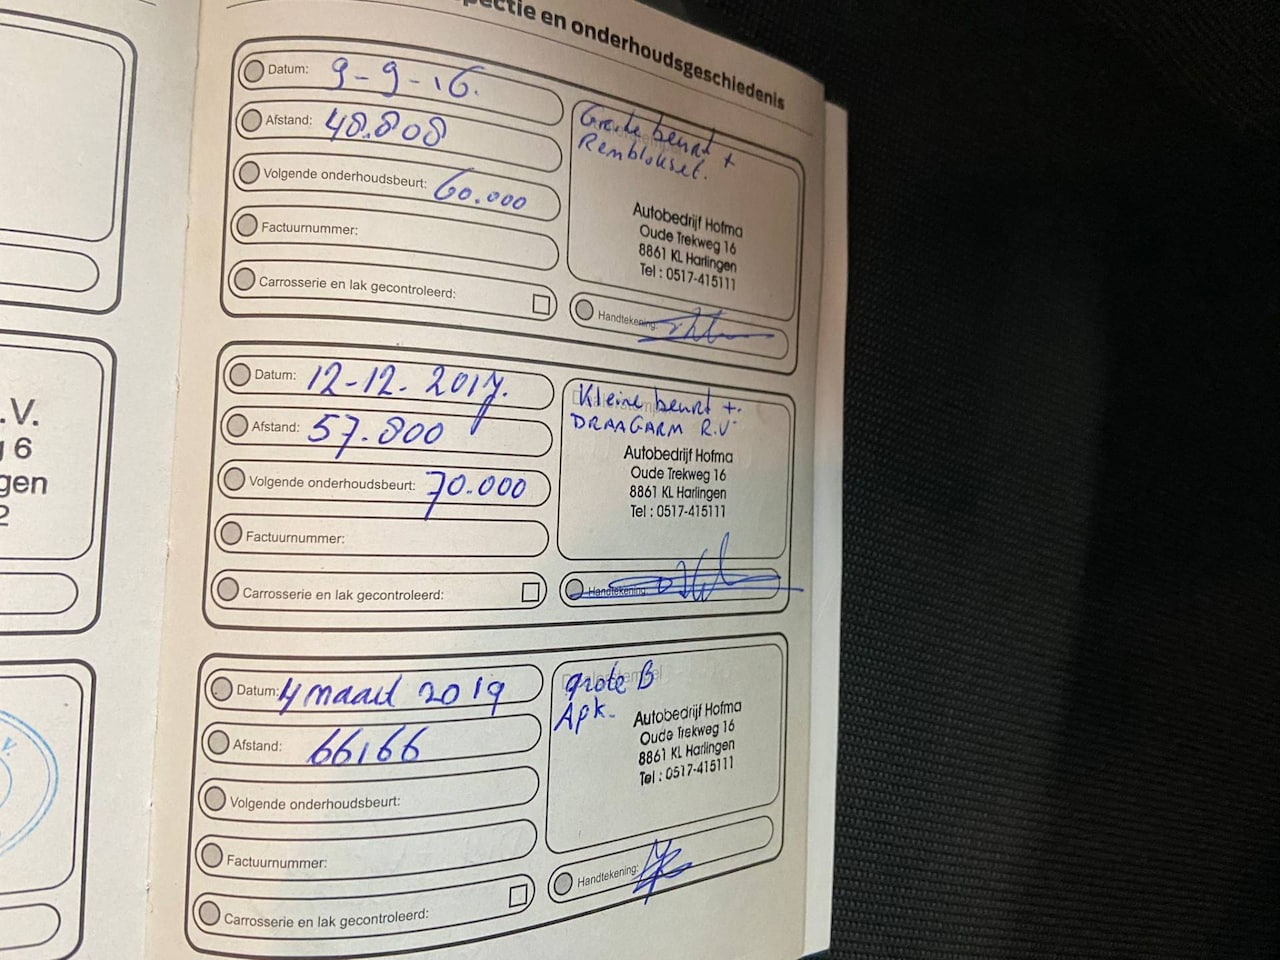 pectie en onderhoudsgeschiedenis
Datum: 9-9-16.
Afstand: 48.808
Volgende onderhoudsbeurt: 60.000
Factuurnummer:
Carrosserie en lak gecontroleerd:
Grote beurt +
Remblokset.
Autobedrijf Hofma
Oude Trekweg 16
8861 KL Harlingen
Tel : 0517-415111
Handtekening:
Datum: 12-12-2017.
Afstand: 57.800
Volgende onderhoudsbeurt: 70.000
Factuurnummer:
Carrosserie en lak gecontroleerd:
Kleine beurt +
DRAAGARM R.V
Autobedrijf Hofma
Oude Trekweg 16
8861 KL Harlingen
Tel : 0517-415111
Handtekening:
Datum: 4 maart 2019
Afstand: 66166
Volgende onderhoudsbeurt:
Factuurnummer:
Carrosserie en lak gecontroleerd:
grote B
Apk.
Autobedrijf Hofma
Oude Trekweg 16
8861 KL Harlingen
Tel : 0517-415111
Handtekening:
.V.
6
gen
2